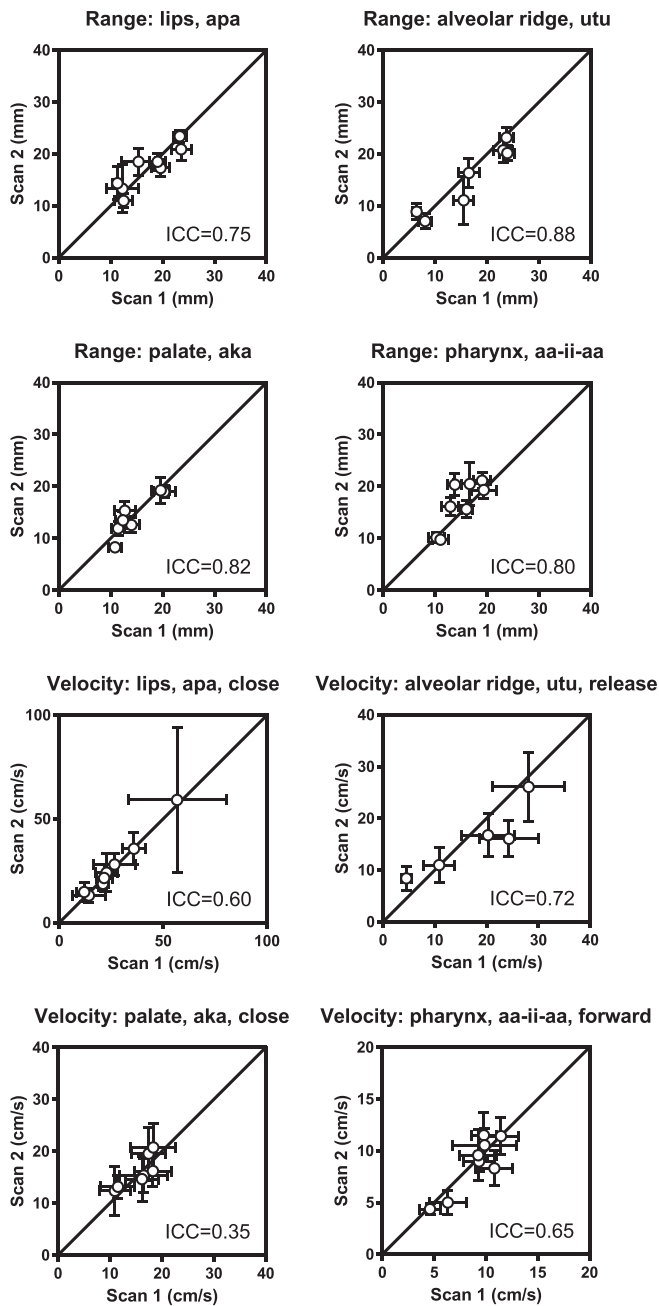 Range: lips, apa
40
30
20
10
0
Scan 2 (mm)
ICC=0.75
0 10 20 30 40
Scan 1 (mm)
Range: alveolar ridge, utu
40
30
20
10
0
Scan 2 (mm)
ICC=0.88
0 10 20 30 40
Scan 1 (mm)
Range: palate, aka
40
30
20
10
0
Scan 2 (mm)
ICC=0.82
0 10 20 30 40
Scan 1 (mm)
Range: pharynx, aa-ii-aa
40
30
20
10
0
Scan 2 (mm)
ICC=0.80
0 10 20 30 40
Scan 1 (mm)
Velocity: lips, apa, close
100
50
0
Scan 2 (cm/s)
ICC=0.60
0 50 100
Scan 1 (cm/s)
Velocity: alveolar ridge, utu, release
40
30
20
10
0
Scan 2 (cm/s)
ICC=0.72
0 10 20 30 40
Scan 1 (cm/s)
Velocity: palate, aka, close
40
30
20
10
0
Scan 2 (cm/s)
ICC=0.35
0 10 20 30 40
Scan 1 (cm/s)
Velocity: pharynx, aa-ii-aa, forward
20
15
10
5
0
Scan 2 (cm/s)
ICC=0.65
0 5 10 15 20
Scan 1 (cm/s)